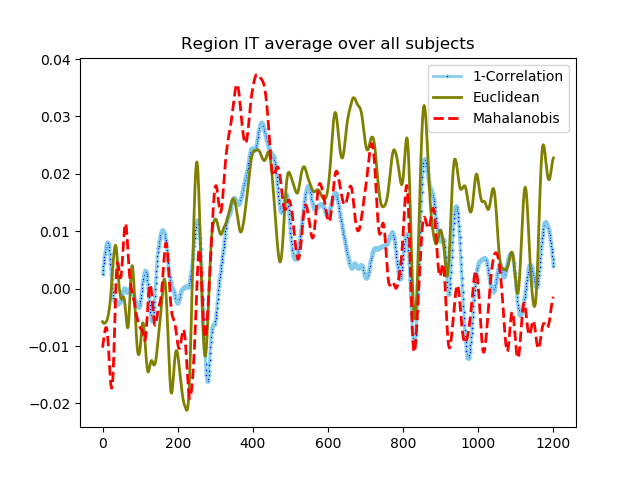 Region IT average over all subjects
0.04
0.03
0.02
0.01
0.00
−0.01
−0.02
1-Correlation
Euclidean
Mahalanobis
0 200 400 600 800 1000 1200